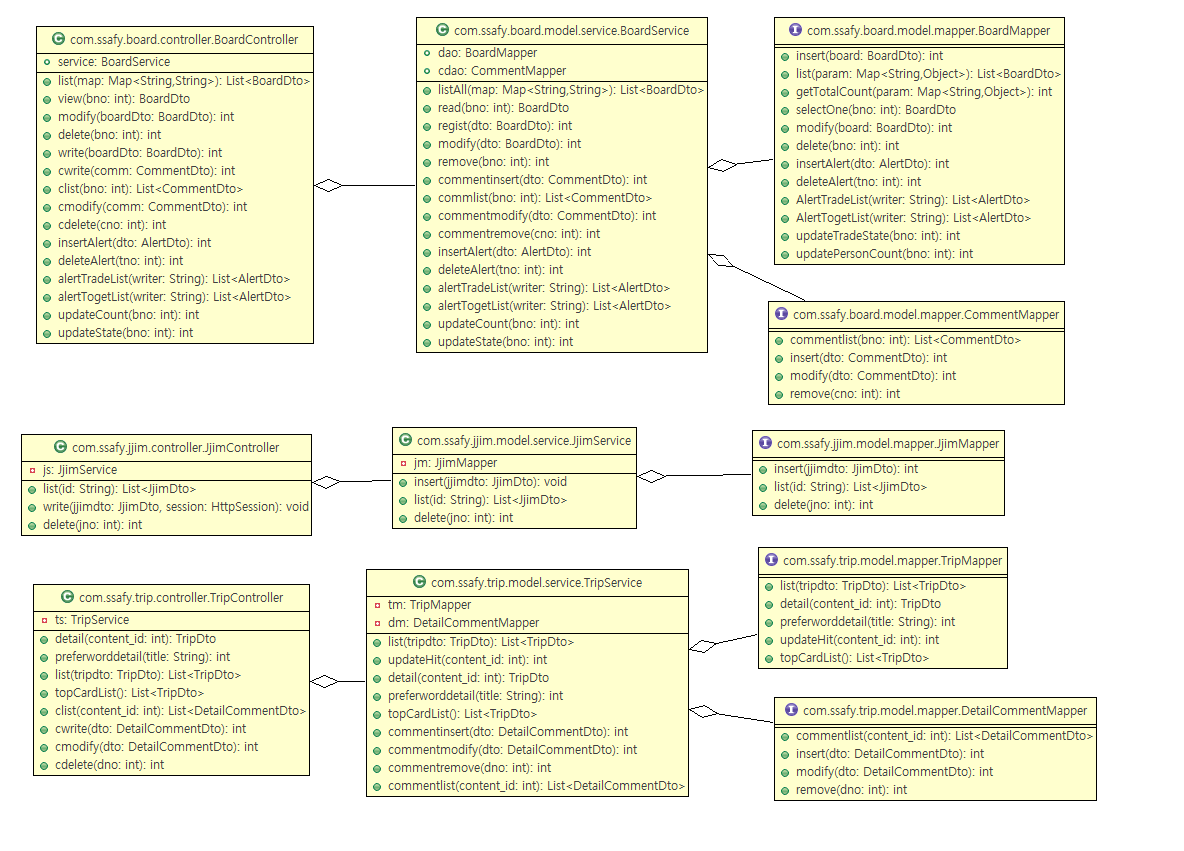 com.ssafy.board.controller.BoardController
service: BoardService
list(map: Map<String,String>): List<BoardDto>
view(bno: int): BoardDto
modify(boardDto: BoardDto): int
delete(bno: int): int
write(boardDto: BoardDto): int
cwrite(comm: CommentDto): int
clist(bno: int): List<CommentDto>
cmodify(comm: CommentDto): int
cdelete(cno: int): int
insertAlert(dto: AlertDto): int
deleteAlert(tno: int): int
alertTradeList(writer: String): List<AlertDto>
alertTogetList(writer: String): List<AlertDto>
updateCount(bno: int): int
updateState(bno: int): int
com.ssafy.board.model.service.BoardService
dao: BoardMapper
cdao: CommentMapper
listAll(map: Map<String,String>): List<BoardDto>
read(bno: int): BoardDto
regist(dto: BoardDto): int
modify(dto: BoardDto): int
remove(bno: int): int
commentinsert(dto: CommentDto): int
commlist(bno: int): List<CommentDto>
commentmodify(dto: CommentDto): int
commentremove(cno: int): int
insertAlert(dto: AlertDto): int
deleteAlert(tno: int): int
alertTradeList(writer: String): List<AlertDto>
alertTogetList(writer: String): List<AlertDto>
updateCount(bno: int): int
updateState(bno: int): int
com.ssafy.board.model.mapper.BoardMapper
insert(board: BoardDto): int
list(param: Map<String,Object>): List<BoardDto>
getTotalCount(param: Map<String,Object>): int
selectOne(bno: int): BoardDto
modify(board: BoardDto): int
delete(bno: int): int
insertAlert(dto: AlertDto): int
deleteAlert(tno: int): int
AlertTradeList(writer: String): List<AlertDto>
AlertTogetList(writer: String): List<AlertDto>
updateTradeState(bno: int): int
updatePersonCount(bno: int): int
com.ssafy.board.model.mapper.CommentMapper
commentlist(bno: int): List<CommentDto>
insert(dto: CommentDto): int
modify(dto: CommentDto): int
remove(cno: int): int
com.ssafy.jjim.controller.JjimController
js: JjimService
list(id: String): List<JjimDto>
write(jjimdto: JjimDto, session: HttpSession): void
delete(jno: int): int
com.ssafy.jjim.model.service.JjimService
jm: JjimMapper
insert(jjimdto: JjimDto): void
list(id: String): List<JjimDto>
delete(jno: int): int
com.ssafy.jjim.model.mapper.JjimMapper
insert(jjimdto: JjimDto): int
list(id: String): List<JjimDto>
delete(jno: int): int
com.ssafy.trip.controller.TripController
ts: TripService
detail(content_id: int): TripDto
preferworddetail(title: String): int
list(tripdto: TripDto): List<TripDto>
topCardList(): List<TripDto>
clist(content_id: int): List<DetailCommentDto>
cwrite(dto: DetailCommentDto): int
cmodify(dto: DetailCommentDto): int
cdelete(dno: int): int
com.ssafy.trip.model.service.TripService
tm: TripMapper
dm: DetailCommentMapper
list(tripdto: TripDto): List<TripDto>
updateHit(content_id: int): int
detail(content_id: int): TripDto
preferworddetail(title: String): int
topCardList(): List<TripDto>
commentinsert(dto: DetailCommentDto): int
commentmodify(dto: DetailCommentDto): int
commentremove(dno: int): int
commentlist(content_id: int): List<DetailCommentDto>
com.ssafy.trip.model.mapper.TripMapper
list(tripdto: TripDto): List<TripDto>
detail(content_id: int): TripDto
preferworddetail(title: String): int
updateHit(content_id: int): int
topCardList(): List<TripDto>
com.ssafy.trip.model.mapper.DetailCommentMapper
commentlist(content_id: int): List<DetailCommentDto>
insert(dto: DetailCommentDto): int
modify(dto: DetailCommentDto): int
remove(dno: int): int